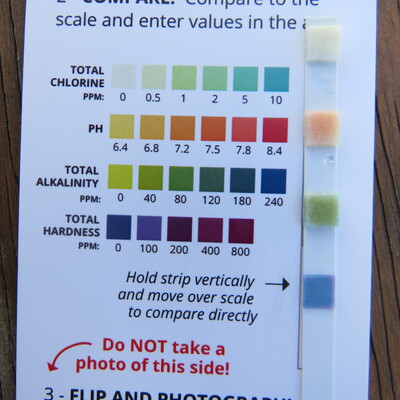 COMPARE: Compare to the
scale and enter values in the
TOTAL
CHLORINE
PPM: 0 0.5 1 2 5 10
PH
6.4 6.8 7.2 7.5 7.8 8.4
TOTAL
ALKALINITY
PPM: 0 40 80 120 180 240
TOTAL
HARDNESS
PPM: 0 100 200 400 800
Hold strip vertically
and move over scale
to compare directly
Do NOT take a
photo of this side!
3 - FLIP AND PHOTOGRAPH